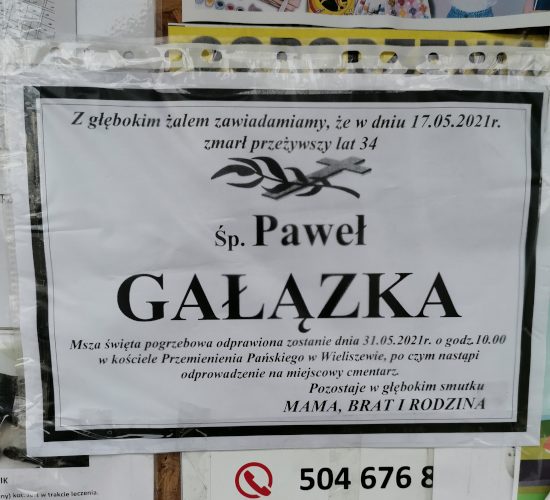 Z głębokim żalem zawiadamiamy, że w dniu 17.05.2021r.
zmarł przeżywszy lat 34
Śp. Paweł
GAŁĄZKA
Msza święta pogrzebowa odprawiona zostanie dnia 31.05.2021r. o godz.10.00
w kościele Przemienienia Pańskiego w Wieliszewie, po czym nastąpi
odprowadzenie na miejscowy cmentarz.
Pozostaje w głębokim smutku
MAMA, BRAT I RODZINA
504 676 8
w trakcie leczenia.